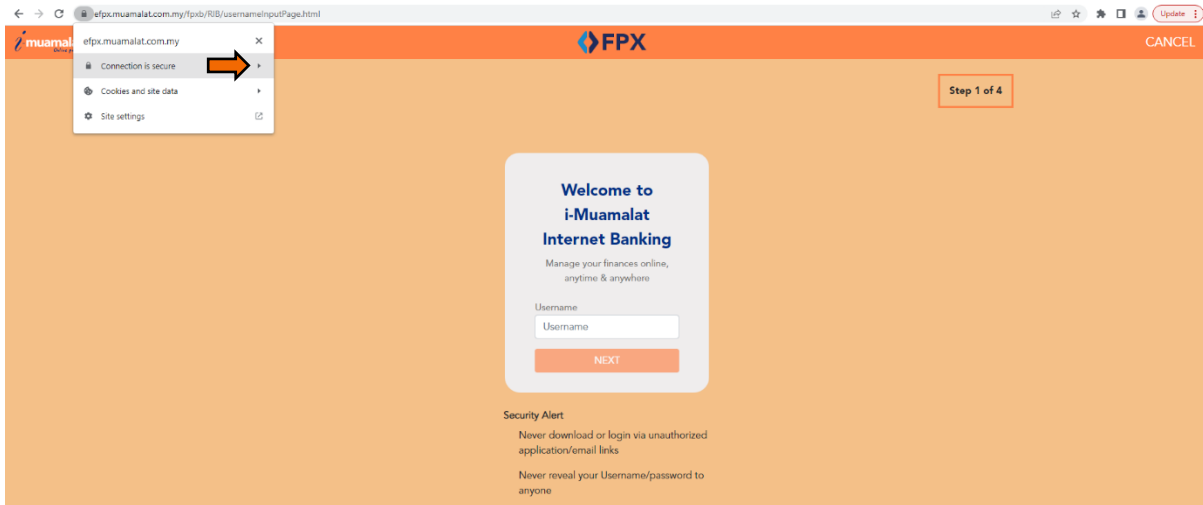 efpx.muamalat.com.my/fpxb/RIB/usernameInputPage.html
Update
i muamal
FPX
CANCEL
efpx.muamalat.com.my
Connection is secure
Cookies and site data
Site settings
Step 1 of 4
Welcome to
i-Muamalat
Internet Banking
Manage your finances online,
anytime & anywhere
Username
Username
NEXT
Security Alert
Never download or login via unauthorized
application/email links
Never reveal your Username/password to
anyone